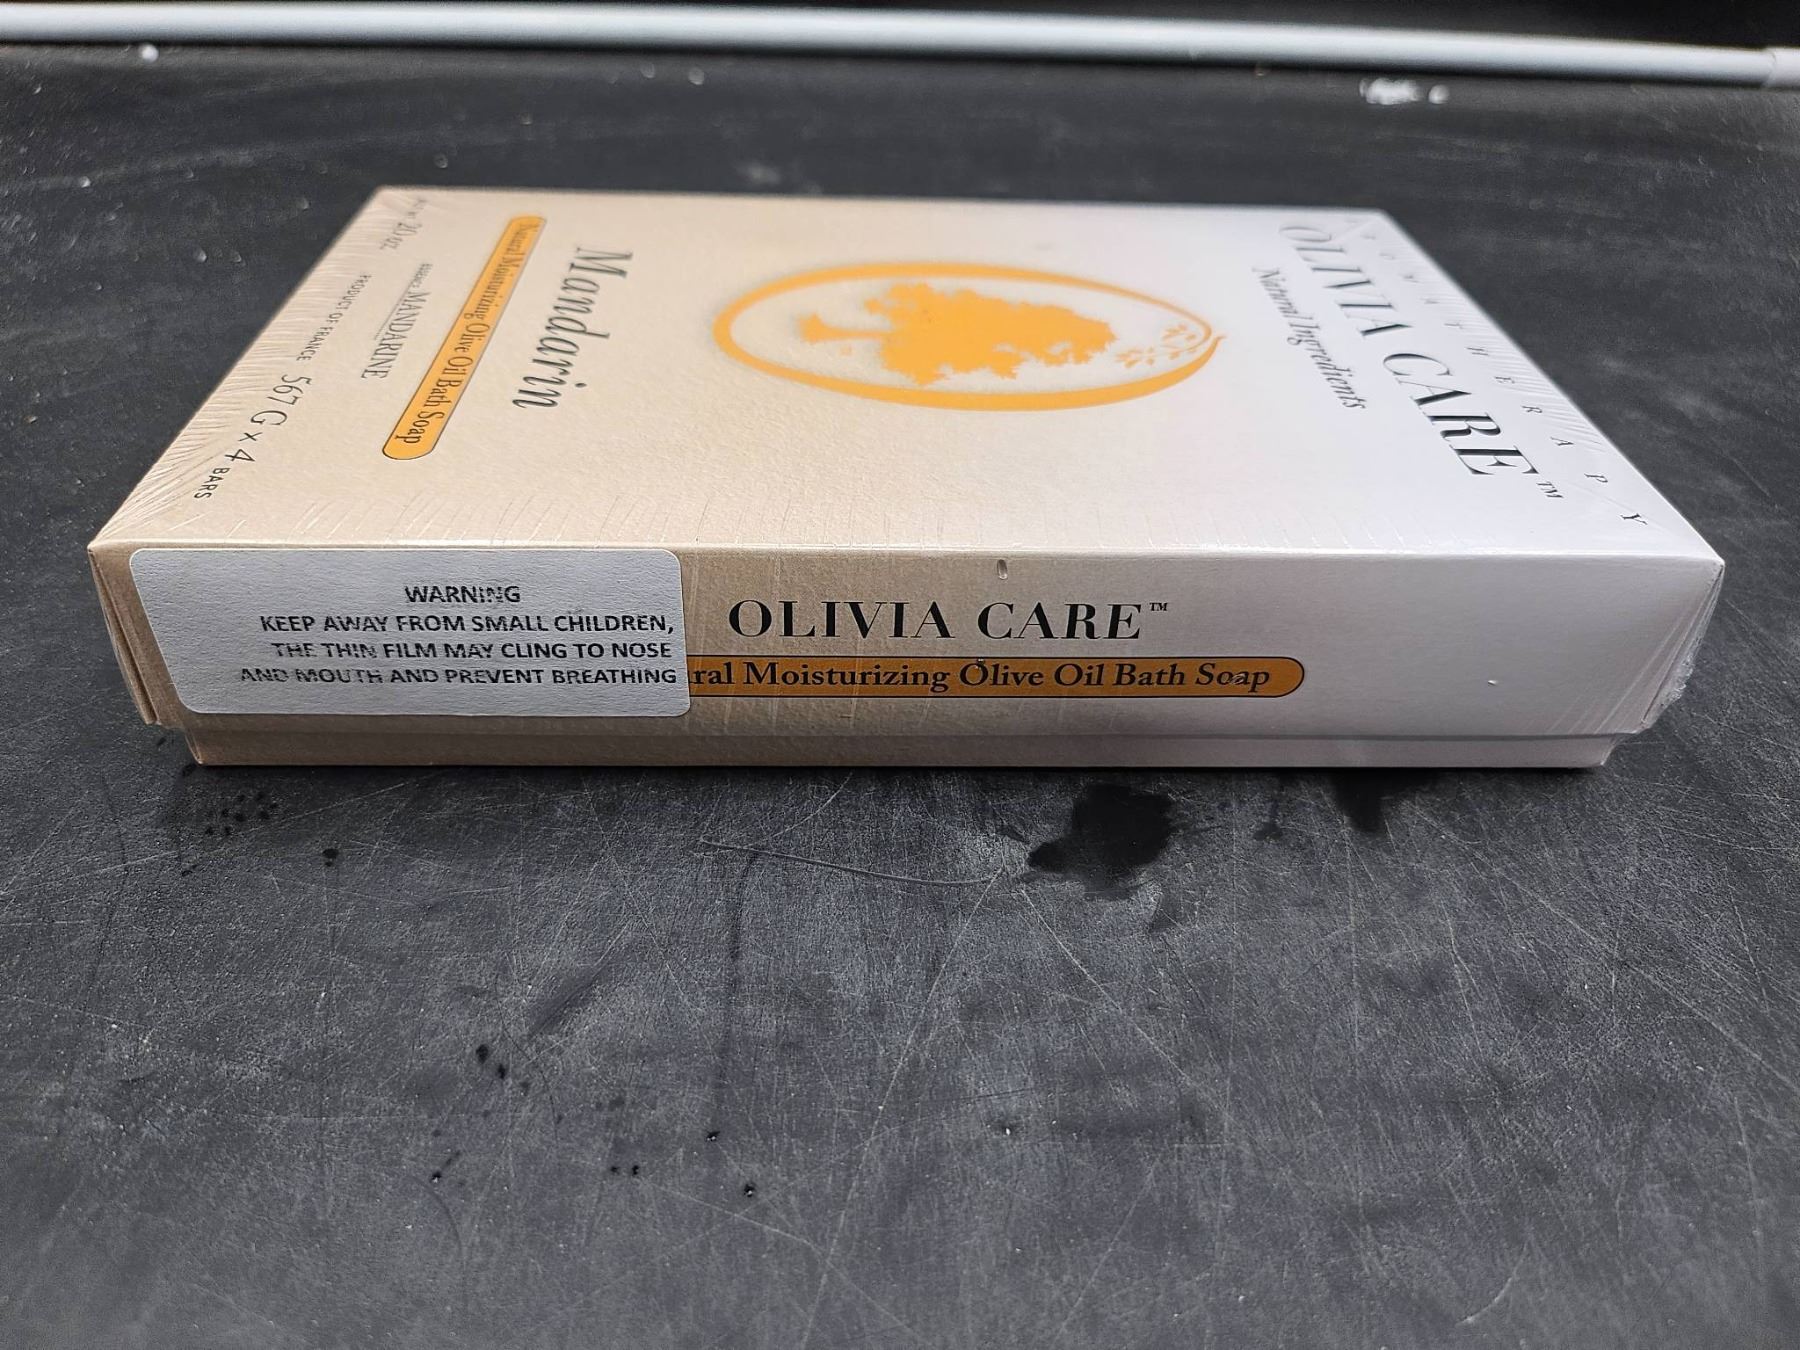 AROMATHERAPY
OLIVIA CARE™
Natural Ingredients
Mandarin
Natural Moisturizing Olive Oil Bath Soap
MANDARINE
PRODUCT OF FRANCE
20 oz. 567 G x 4 BARS
WARNING
KEEP AWAY FROM SMALL CHILDREN,
THE THIN FILM MAY CLING TO NOSE
AND MOUTH AND PREVENT BREATHING
OLIVIA CARE™
ral Moisturizing Olive Oil Bath Soap